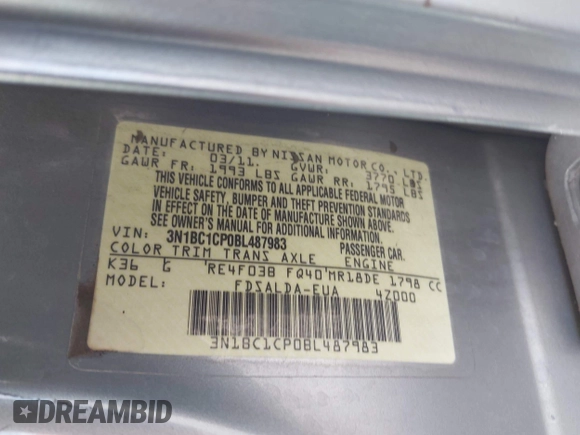 MANUFACTURED BY NISSAN MOTOR CO., LTD.
DATE: 03/11. GVWR: 3770 LBS
GAWR FR: 1993 LBS GAWR RR: 1795 LBS
THIS VEHICLE CONFORMS TO ALL APPLICABLE FEDERAL MOTOR
VEHICLE SAFETY, BUMPER AND THEFT PREVENTION STANDARDS
IN EFFECT ON THE DATE OF MANUFACTURE SHOWN ABOVE.
SEE OWNER'S MANUAL FOR ADDITIONAL INFORMATION.
VIN: 3N1BC1CP0BL487983 PASSENGER CAR.
COLOR TRIM TRANS AXLE ENGINE
K36 G RE4F03B FQ40 MR18DE 1798 CC
MODEL: FDSALDA-EUA 4Z000
3N1BC1CP0BL487983
DREAMBID